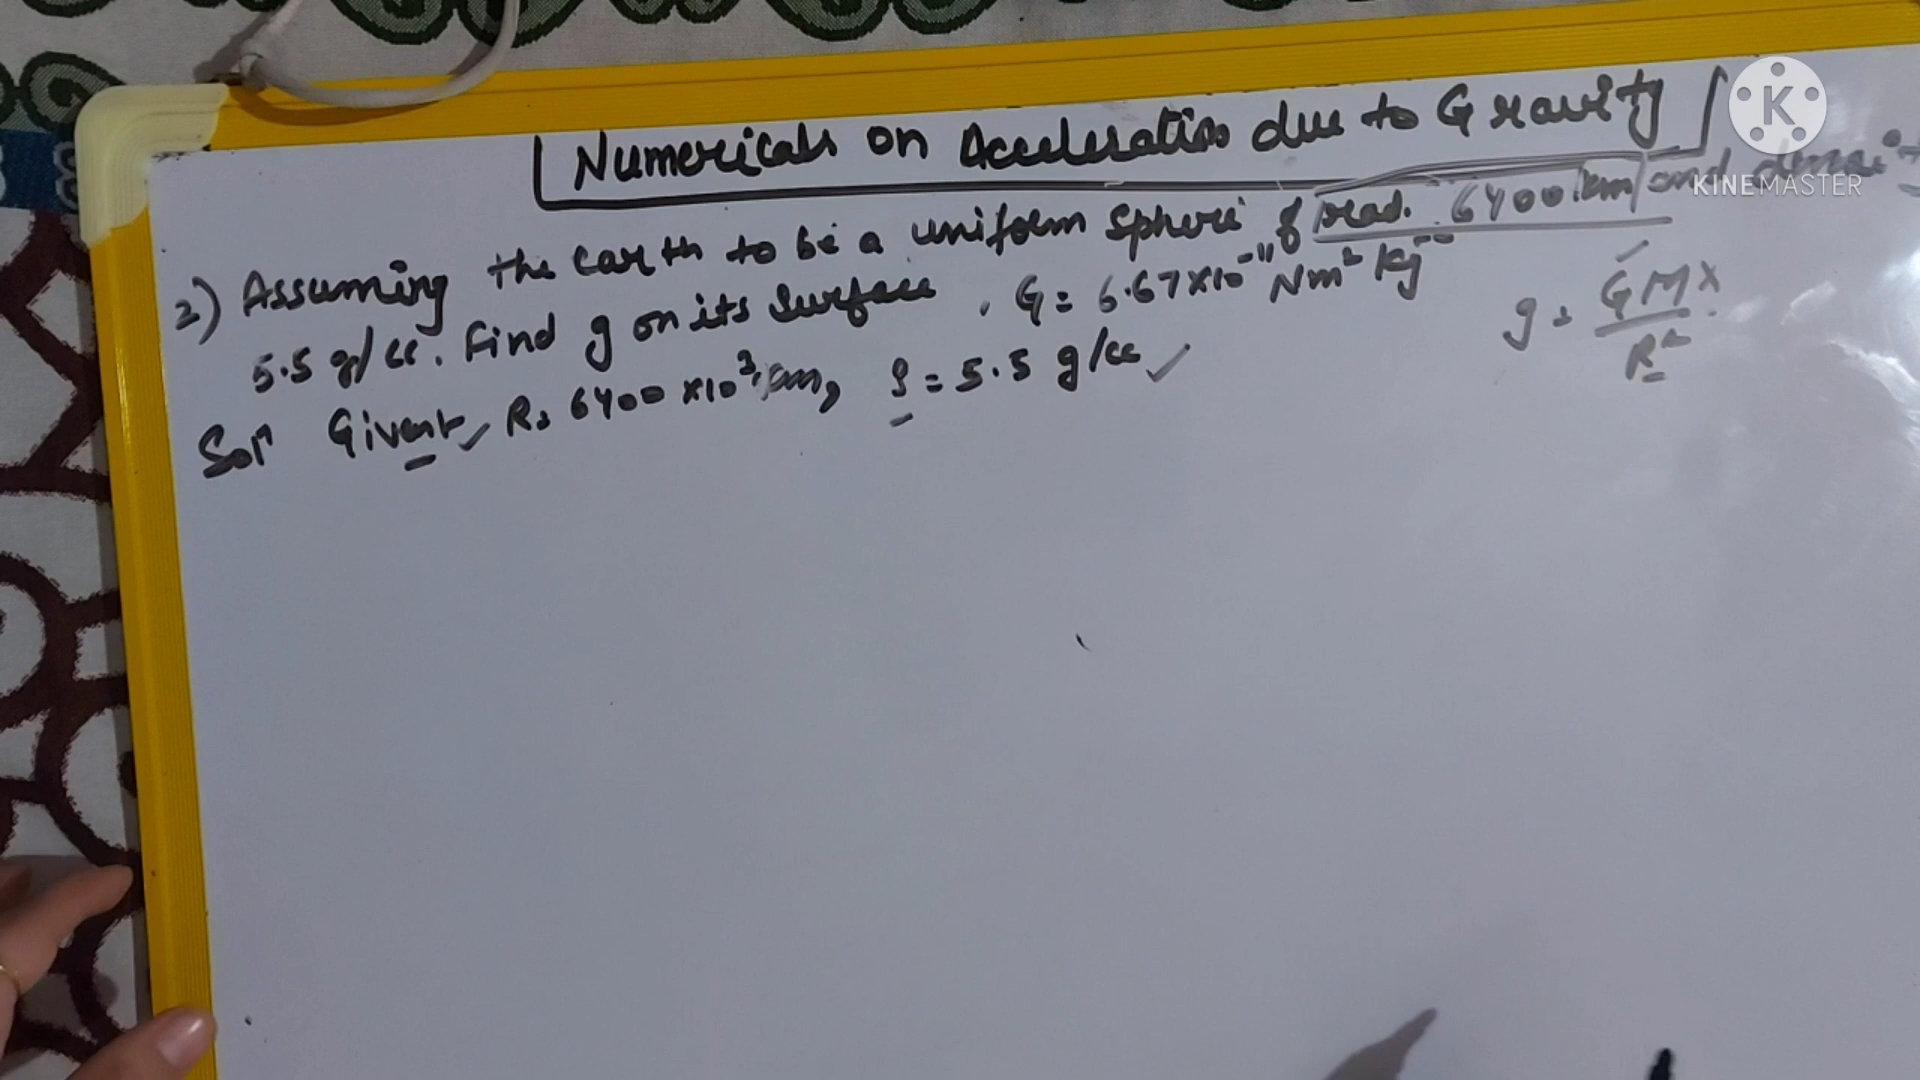 Numericals on Acceleration due to Gravity
K
KINEMASTER
2) Assuming the earth to be a uniform sphere of rad. 6400 km and densit
5.5 g/cc. Find g on its surface. G = 6.67×10⁻¹¹ Nm² Kg⁻²
g = GM/R²
Solⁿ Given R = 6400 ×10³ m, ρ = 5.5 g/cc ✓